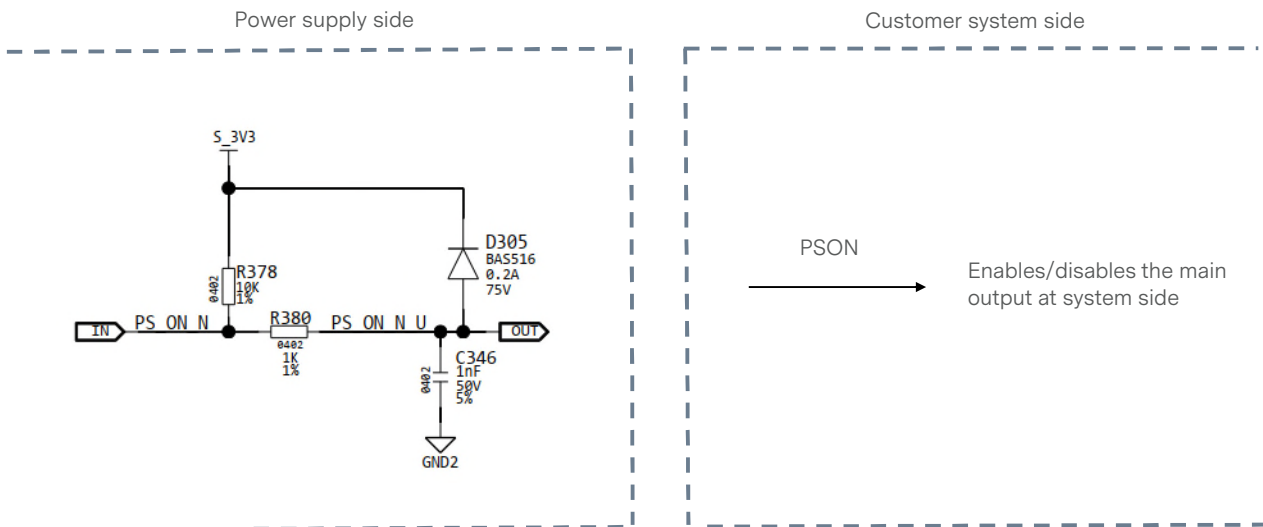 Power supply side
Customer system side
S_3V3
R378
10K
1%
0402
D305
BAS516
0.2A
75V
IN
PS_ON_N
R380
0402
1K
1%
PS_ON_N_U
OUT
C346
1nF
50V
5%
0402
GND2
PSON
Enables/disables the main
output at system side